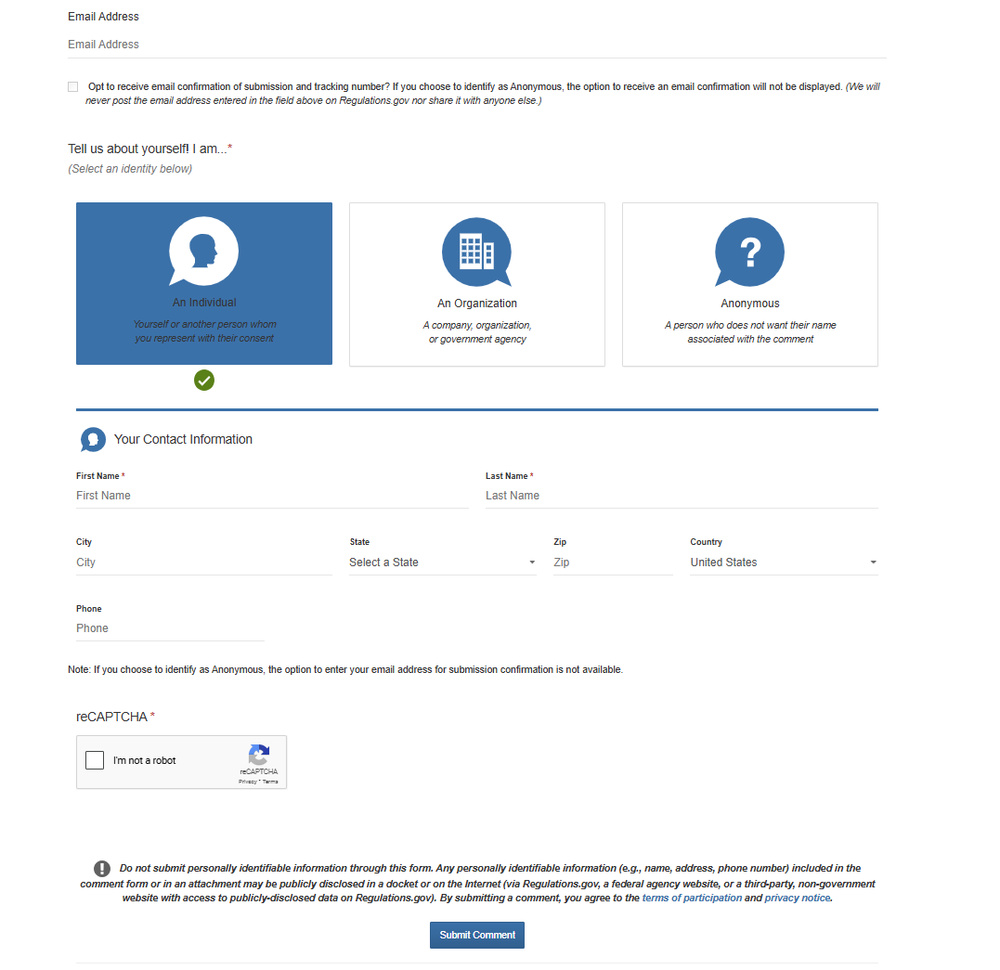 Email Address
Email Address
Opt to receive email confirmation of submission and tracking number? If you choose to identify as Anonymous, the option to receive an email confirmation will not be displayed. (We will
never post the email address entered in the field above on Regulations.gov nor share it with anyone else.)
Tell us about yourself! I am...*
(Select an identity below)
An Individual
Yourself or another person whom
you represent with their consent
An Organization
A company, organization,
or government agency
?
Anonymous
A person who does not want their name
associated with the comment
Your Contact Information
First Name *
First Name
Last Name *
Last Name
City
City
State
Select a State
Zip
Zip
Country
United States
Phone
Phone
Note: If you choose to identify as Anonymous, the option to enter your email address for submission confirmation is not available.
reCAPTCHA *
I'm not a robot
reCAPTCHA
Privacy - Terms
Do not submit personally identifiable information through this form. Any personally identifiable information (e.g., name, address, phone number) included in the
comment form or in an attachment may be publicly disclosed in a docket or on the Internet (via Regulations.gov, a federal agency website, or a third-party, non-government
website with access to publicly-disclosed data on Regulations.gov). By submitting a comment, you agree to the terms of participation and privacy notice.
Submit Comment